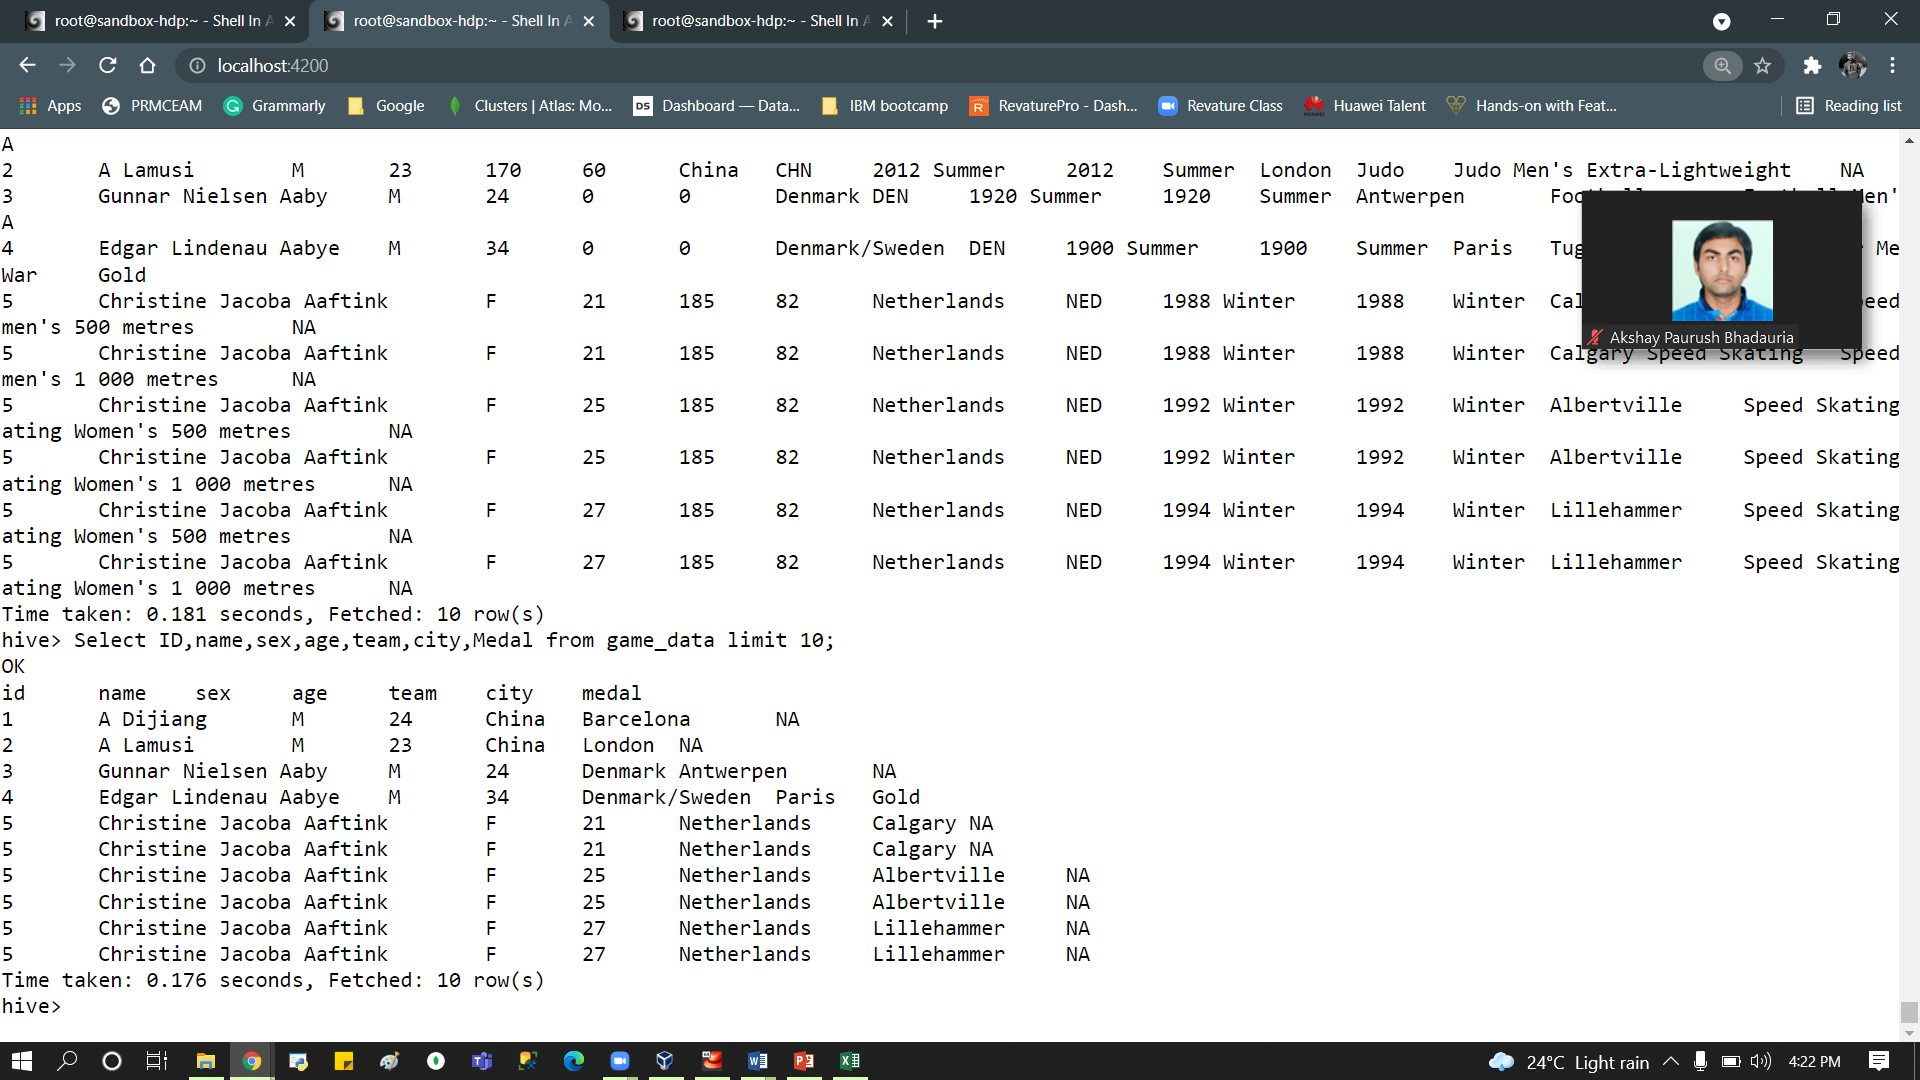 root@sandbox-hdp:~ - Shell In A
root@sandbox-hdp:~ - Shell In A
root@sandbox-hdp:~ - Shell In A
localhost:4200
Apps PRMCEAM Grammarly Google Clusters | Atlas: Mo... Dashboard — Data... IBM bootcamp RevaturePro - Dash... Revature Class Huawei Talent Hands-on with Feat... Reading list
A
2 A Lamusi M 23 170 60 China CHN 2012 Summer 2012 Summer London Judo Judo Men's Extra-Lightweight NA
3 Gunnar Nielsen Aaby M 24 0 0 Denmark DEN 1920 Summer 1920 Summer Antwerpen
A
4 Edgar Lindenau Aabye M 34 0 0 Denmark/Sweden DEN 1900 Summer 1900 Summer Paris Tug Me
War Gold
5 Christine Jacoba Aaftink F 21 185 82 Netherlands NED 1988 Winter 1988 Winter Cal peed
men's 500 metres NA
5 Christine Jacoba Aaftink F 21 185 82 Netherlands NED 1988 Winter 1988 Winter Calgary Speed Skating Speed
men's 1 000 metres NA
5 Christine Jacoba Aaftink F 25 185 82 Netherlands NED 1992 Winter 1992 Winter Albertville Speed Skating
ating Women's 500 metres NA
5 Christine Jacoba Aaftink F 25 185 82 Netherlands NED 1992 Winter 1992 Winter Albertville Speed Skating
ating Women's 1 000 metres NA
5 Christine Jacoba Aaftink F 27 185 82 Netherlands NED 1994 Winter 1994 Winter Lillehammer Speed Skating
ating Women's 500 metres NA
5 Christine Jacoba Aaftink F 27 185 82 Netherlands NED 1994 Winter 1994 Winter Lillehammer Speed Skating
ating Women's 1 000 metres NA
Time taken: 0.181 seconds, Fetched: 10 row(s)
hive> Select ID,name,sex,age,team,city,Medal from game_data limit 10;
OK
id name sex age team city medal
1 A Dijiang M 24 China Barcelona NA
2 A Lamusi M 23 China London NA
3 Gunnar Nielsen Aaby M 24 Denmark Antwerpen NA
4 Edgar Lindenau Aabye M 34 Denmark/Sweden Paris Gold
5 Christine Jacoba Aaftink F 21 Netherlands Calgary NA
5 Christine Jacoba Aaftink F 21 Netherlands Calgary NA
5 Christine Jacoba Aaftink F 25 Netherlands Albertville NA
5 Christine Jacoba Aaftink F 25 Netherlands Albertville NA
5 Christine Jacoba Aaftink F 27 Netherlands Lillehammer NA
5 Christine Jacoba Aaftink F 27 Netherlands Lillehammer NA
Time taken: 0.176 seconds, Fetched: 10 row(s)
hive>
Akshay Paurush Bhadauria
24°C Light rain 4:22 PM